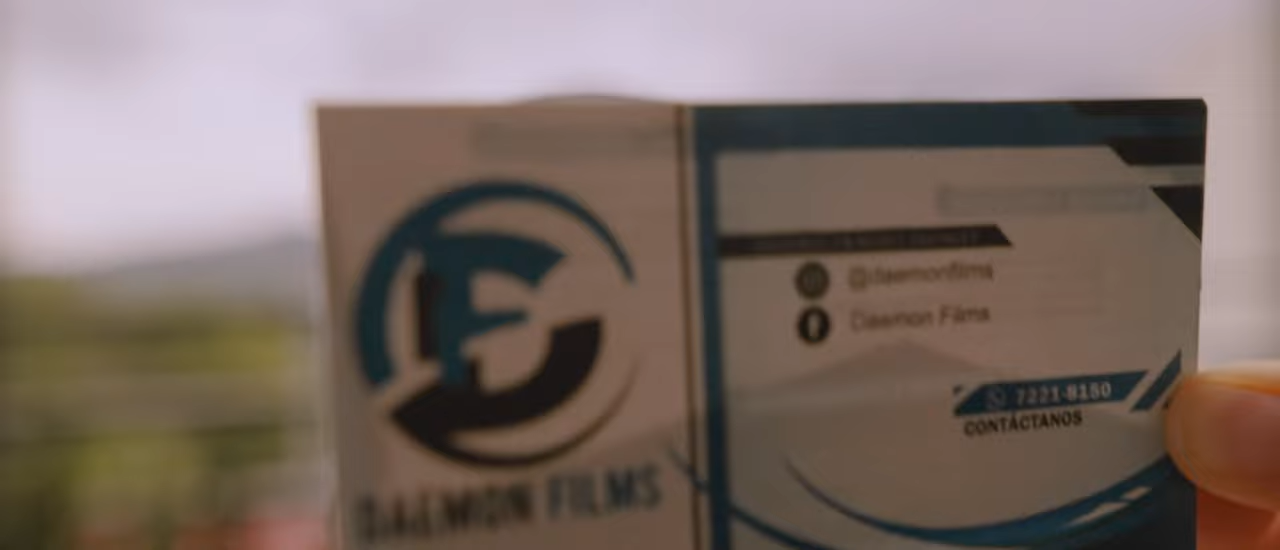 DAEMON FILMS
@daemonfilms
Daemon Films
7221-8150
CONTÁCTANOS